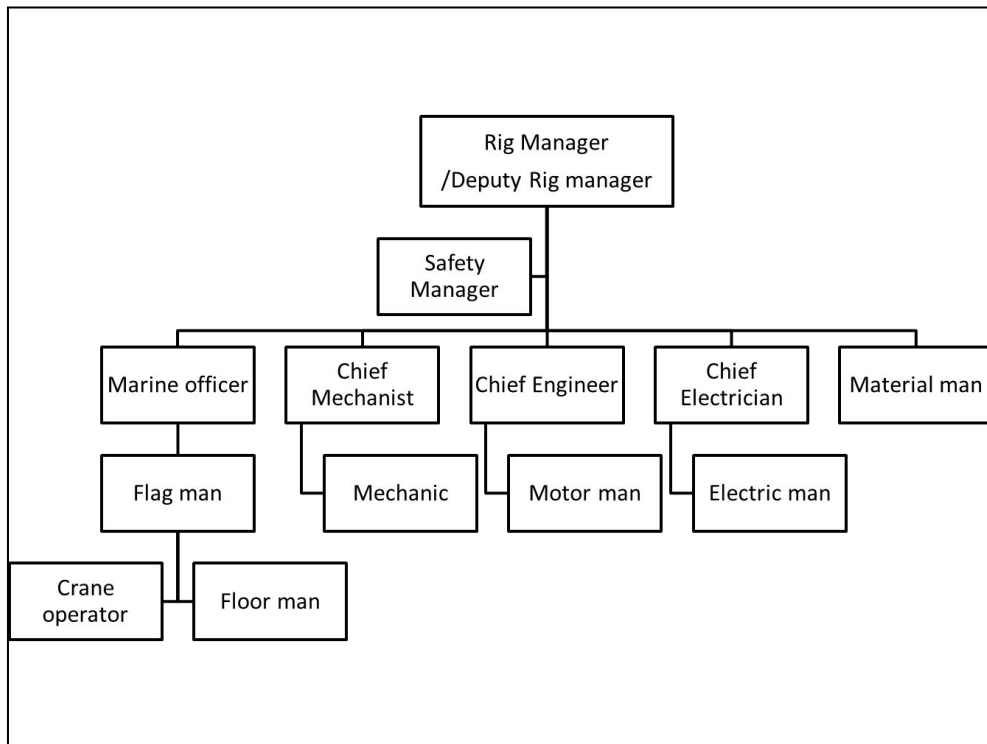 Rig Manager
/Deputy Rig manager
Safety
Manager
Marine officer
Chief
Mechanist
Chief Engineer
Chief
Electrician
Material man
Flag man
Mechanic
Motor man
Electric man
Crane
operator
Floor man